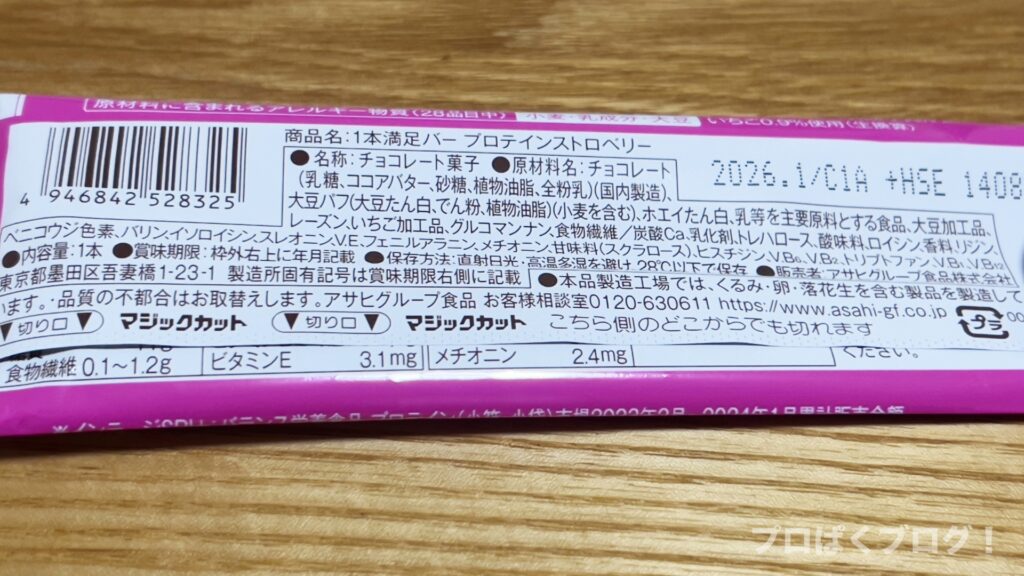 原材料に含まれるアレルギー物質(28品目中) 小麦・乳成分・大豆 いちご0.9%使用(生換算)
4 946842 528325
商品名:1本満足バー プロテインストロベリー
●名称:チョコレート菓子 ●原材料名:チョコレート
(乳糖、ココアバター、砂糖、植物油脂、全粉乳)(国内製造)、
大豆パフ(大豆たん白、でん粉、植物油脂)(小麦を含む)、ホエイたん白、乳等を主要原料とする食品、大豆加工品、
レーズン、いちご加工品、グルコマンナン、食物繊維/炭酸Ca、乳化剤、トレハロース、酸味料、ロイシン、香料、リジン、
ベニコウジ色素、バリン、イソロイシン、スレオニン、V.E、フェニルアラニン、メチオニン、甘味料(スクラロース)、ヒスチジン、V.B6、V.B2、トリプトファン、V.B1、V.B12
●内容量:1本 ●賞味期限:枠外右上に年月記載 ●保存方法:直射日光・高温多湿を避け28℃以下で保存 ●販売者:アサヒグループ食品株式会社
東京都墨田区吾妻橋1-23-1 製造所固有記号は賞味期限右側に記載 ●本品製造工場では、くるみ・卵・落花生を含む製品を製造して
います。・品質の不都合はお取替えします。アサヒグループ食品 お客様相談室0120-630611 https://www.asahi-gf.co.jp
2026.1/C1A +HSE 1408
プラ
▼切り口▼ マジックカット ▼切り口▼ マジックカット こちら側のどこからでも切れます
食物繊維 0.1~1.2g ビタミンE 3.1mg メチオニン 2.4mg
ください。
プロぱくブログ!